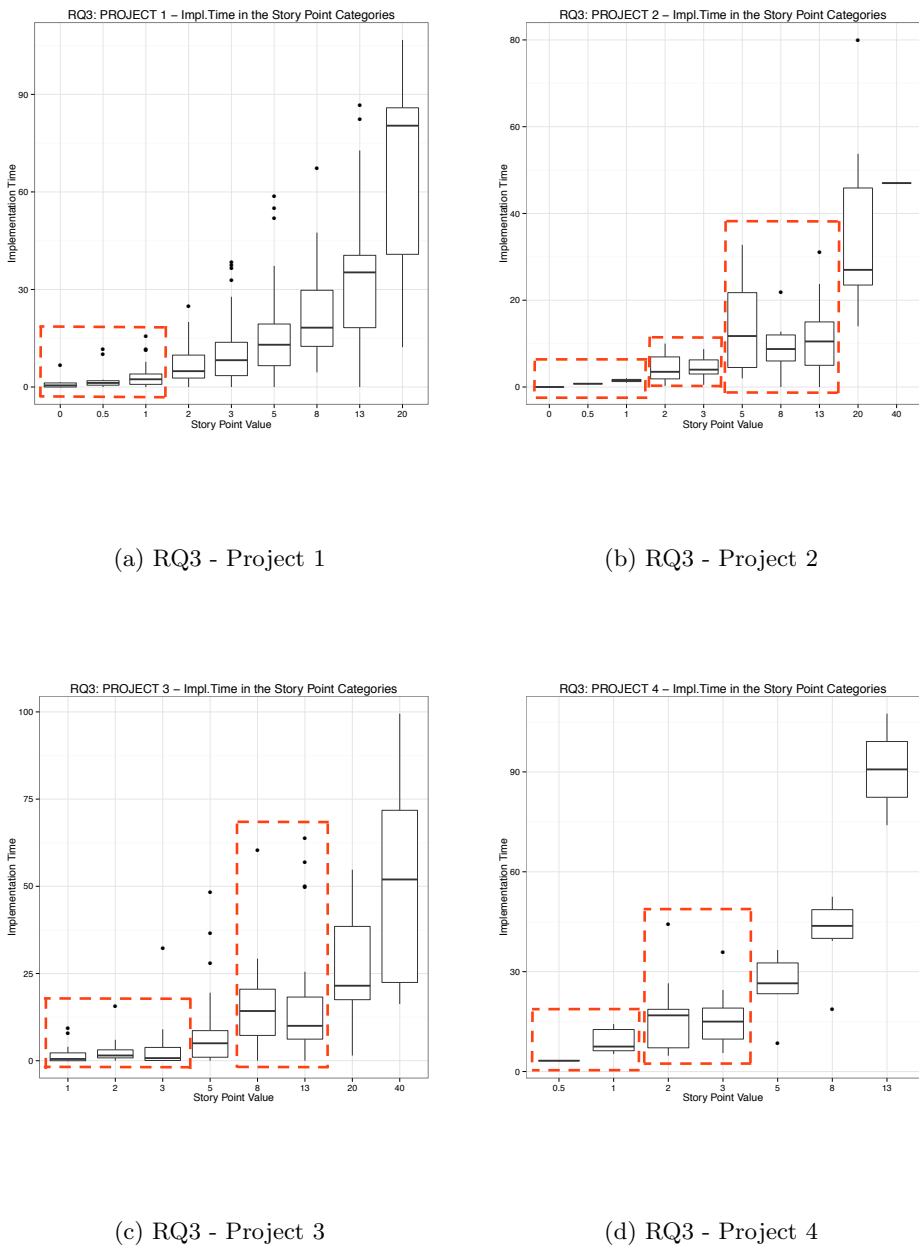 RQ3: PROJECT 1 – Impl.Time in the Story Point Categories
Implementation Time
90
60
30
0
0 0.5 1 2 3 5 8 13 20
Story Point Value
(a) RQ3 - Project 1
RQ3: PROJECT 2 – Impl.Time in the Story Point Categories
Implementation Time
80
60
40
20
0
0 0.5 1 2 3 5 8 13 20 40
Story Point Value
(b) RQ3 - Project 2
RQ3: PROJECT 3 – Impl.Time in the Story Point Categories
Implementation Time
100
75
50
25
0
1 2 3 5 8 13 20 40
Story Point Value
(c) RQ3 - Project 3
RQ3: PROJECT 4 – Impl.Time in the Story Point Categories
Implementation Time
90
60
30
0
0.5 1 2 3 5 8 13
Story Point Value
(d) RQ3 - Project 4